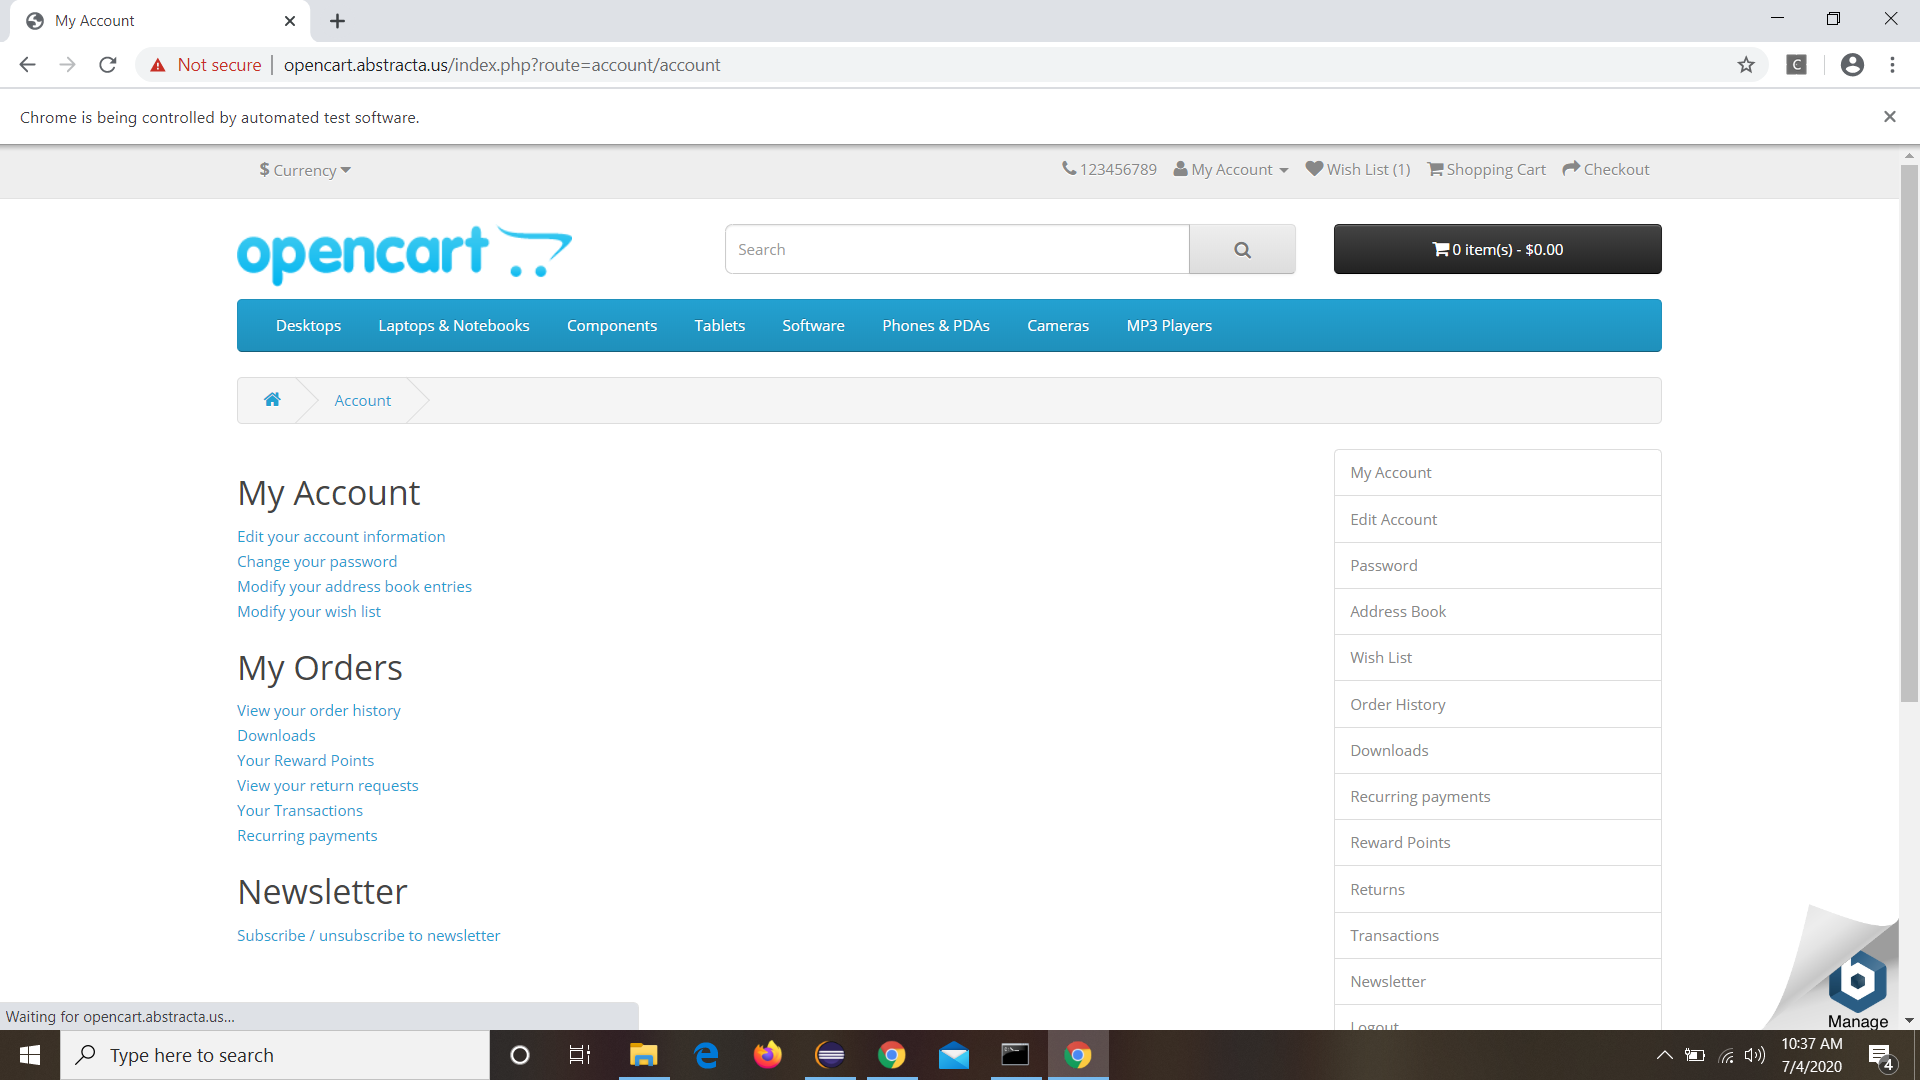 My Account
Not secure
opencart.abstracta.us/index.php?route=account/account
C
Chrome is being controlled by automated test software.
$ Currency
123456789
My Account
Wish List (1)
Shopping Cart
Checkout
opencart
Search
0 item(s) - $0.00
Desktops
Laptops & Notebooks
Components
Tablets
Software
Phones & PDAs
Cameras
MP3 Players
Account
My Account
Edit your account information
Change your password
Modify your address book entries
Modify your wish list
My Orders
View your order history
Downloads
Your Reward Points
View your return requests
Your Transactions
Recurring payments
Newsletter
Subscribe / unsubscribe to newsletter
My Account
Edit Account
Password
Address Book
Wish List
Order History
Downloads
Recurring payments
Reward Points
Returns
Transactions
Newsletter
Logout
Manage
Waiting for opencart.abstracta.us...
Type here to search
10:37 AM
7/4/2020
4